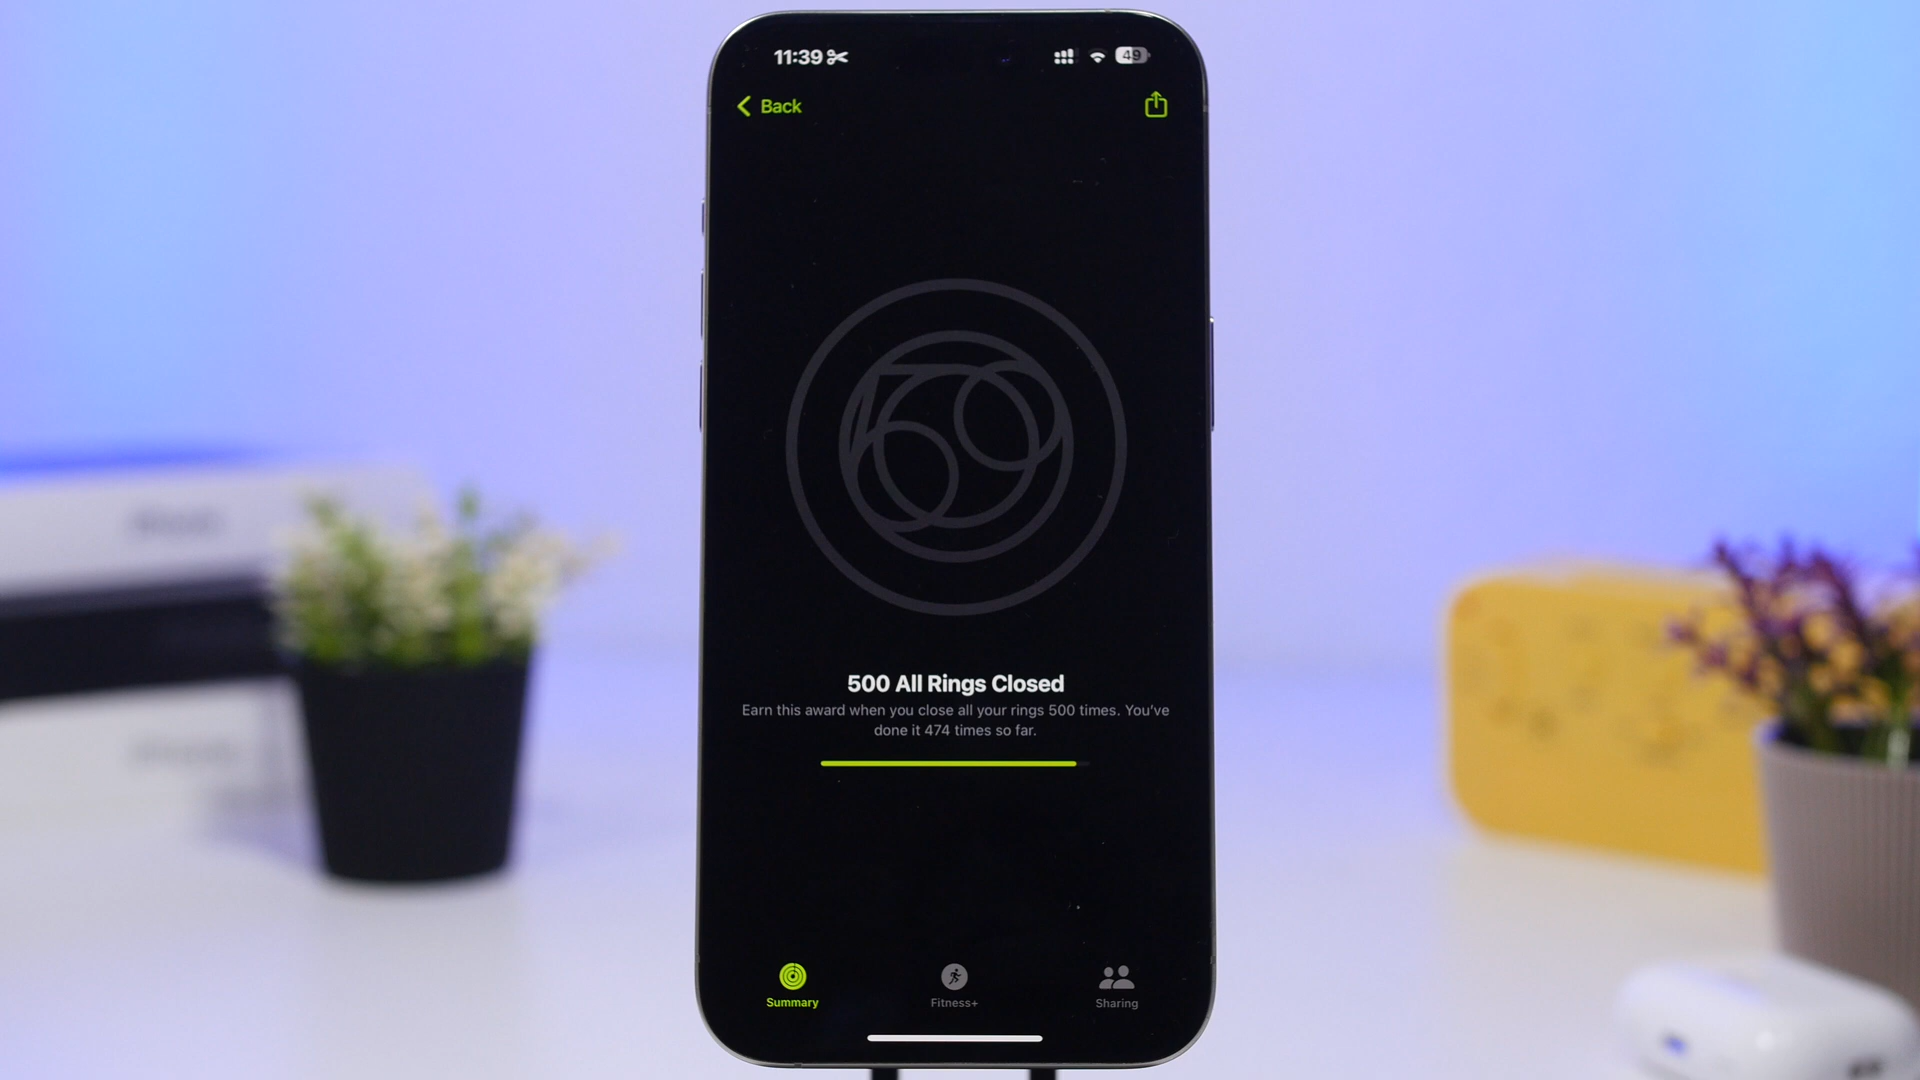 11:39
49
Back
500 All Rings Closed
Earn this award when you close all your rings 500 times. You've
done it 474 times so far.
Summary
Fitness+
Sharing